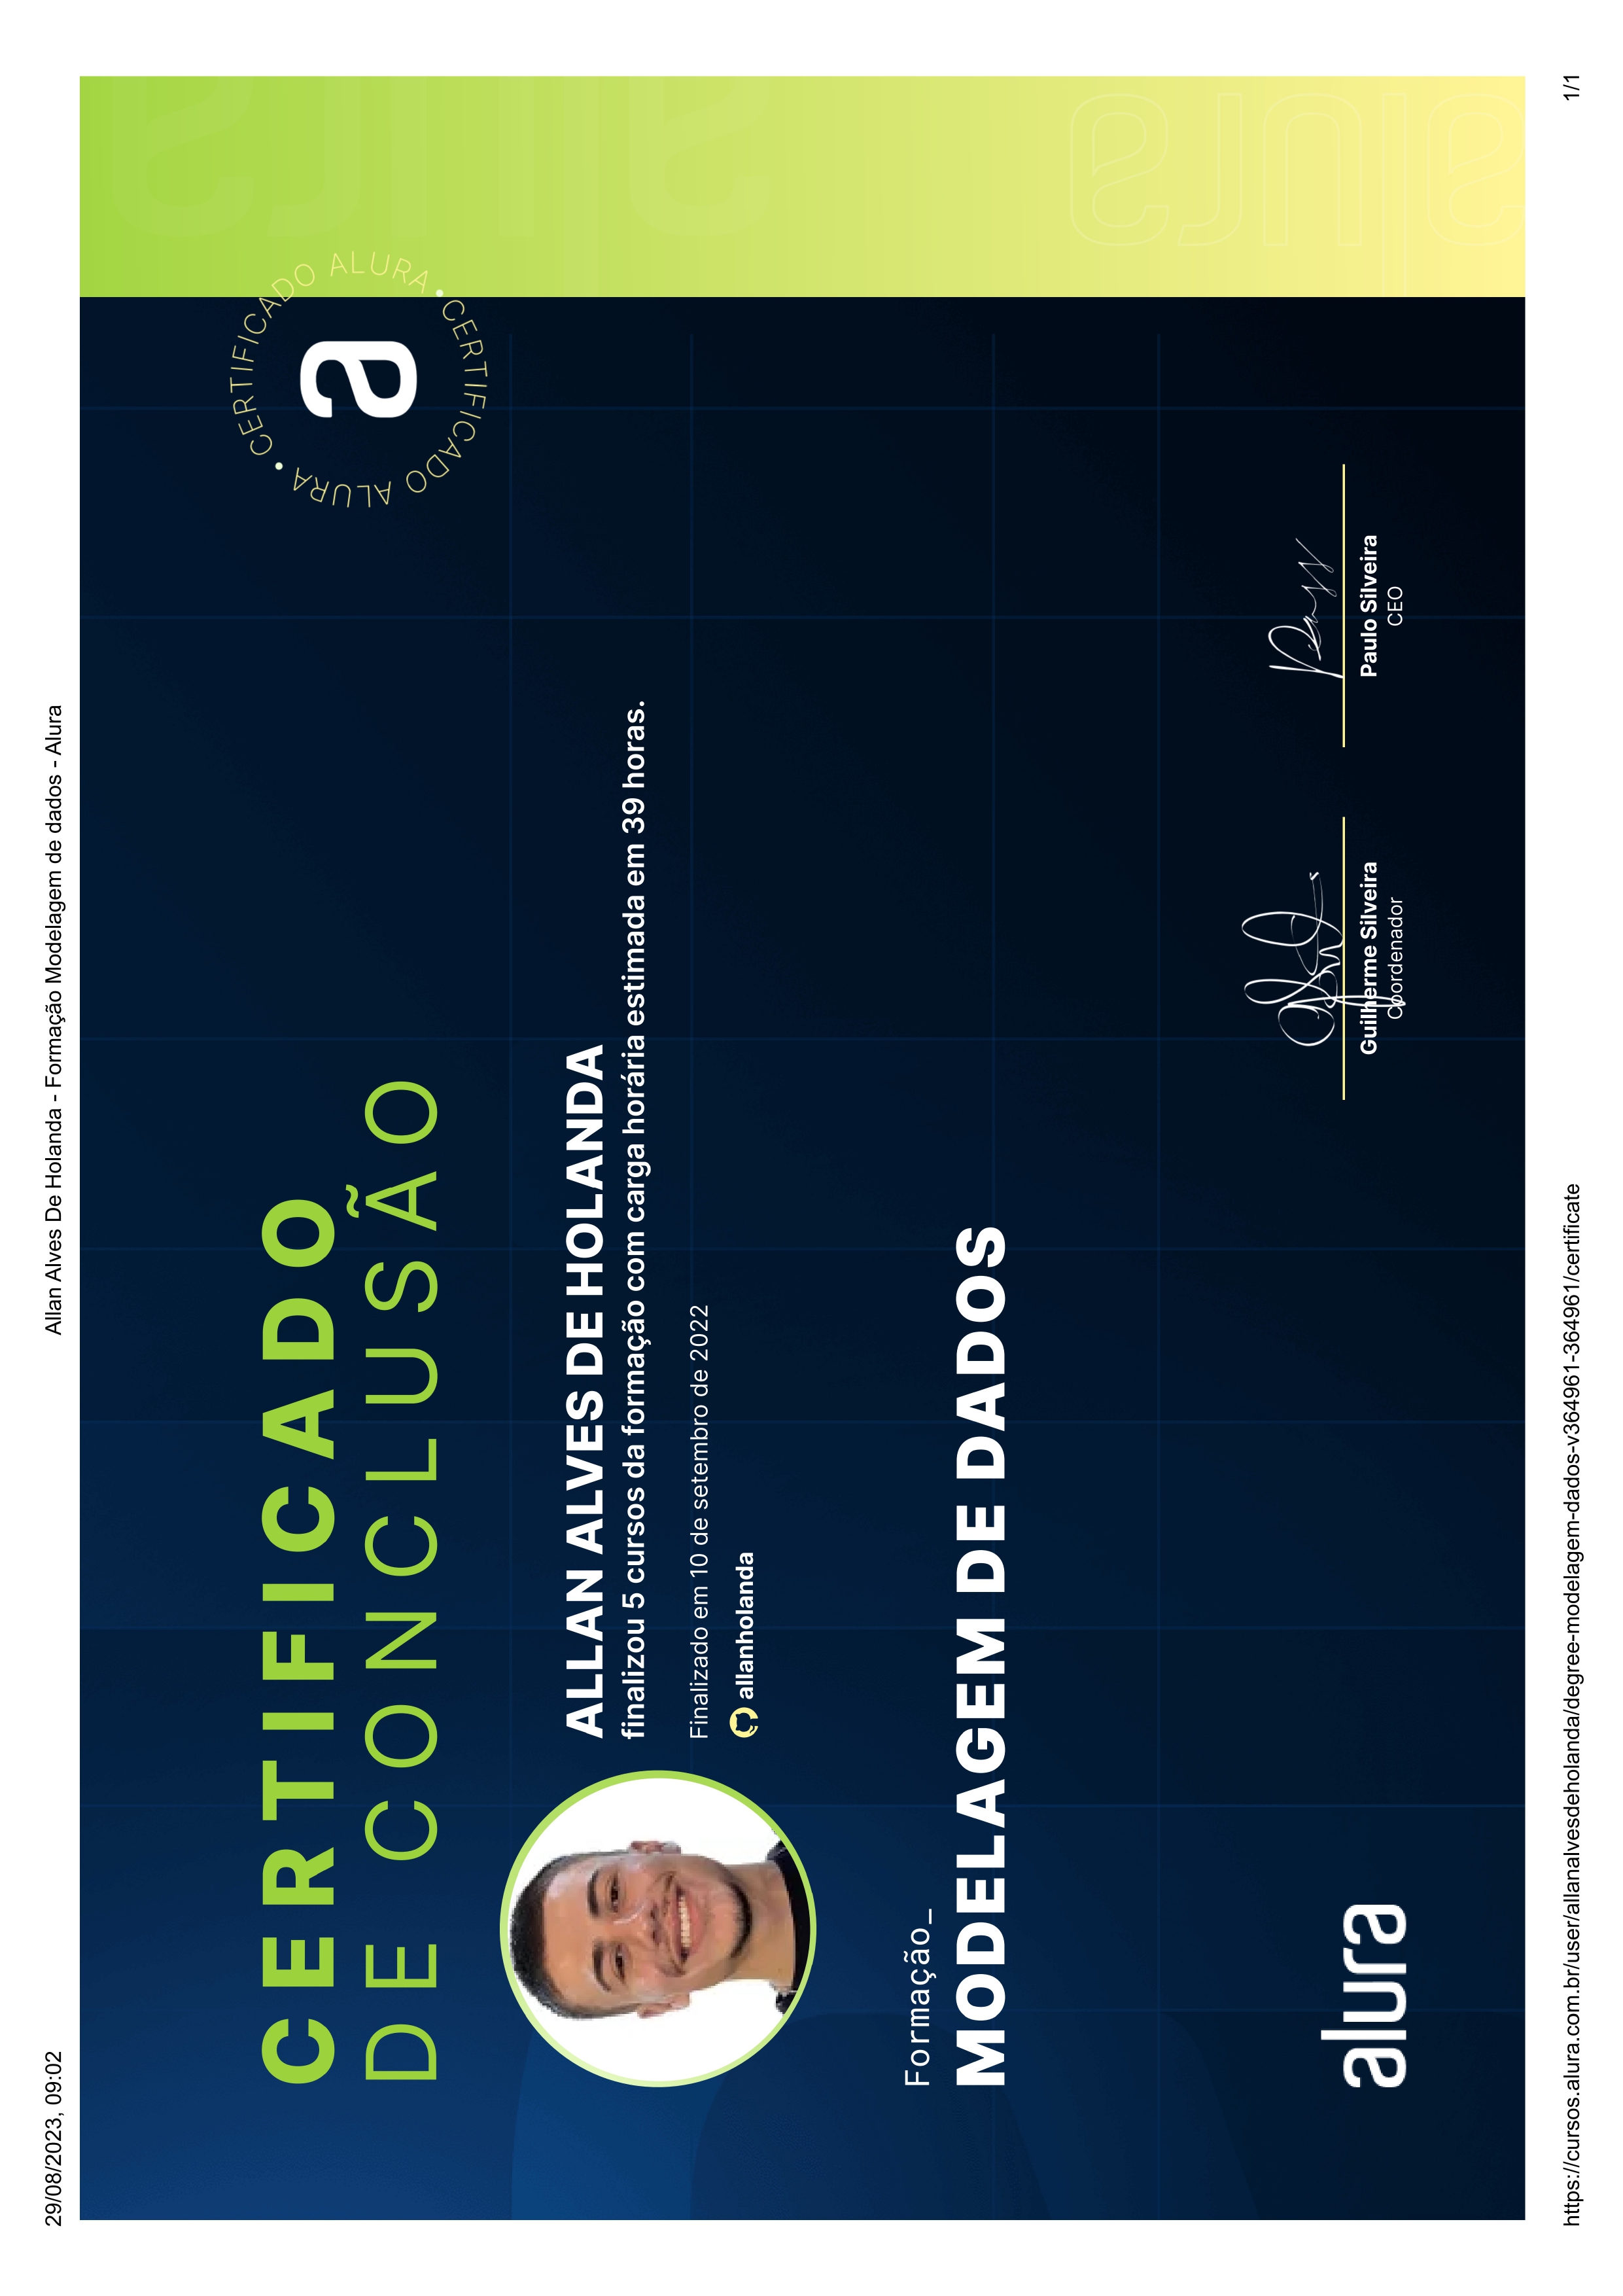 29/08/2023, 09:02
Allan Alves De Holanda - Formação Modelagem de dados - Alura
CERTIFICADO
DE CONCLUSÃO
CERTIFICADO ALURA • CERTIFICADO ALURA •
a
ALLAN ALVES DE HOLANDA
finalizou 5 cursos da formação com carga horária estimada em 39 horas.
Finalizado em 10 de setembro de 2022
allanholanda
Formação_
MODELAGEM DE DADOS
alura
Guilherme Silveira
Coordenador
Paulo Silveira
CEO
alura
https://cursos.alura.com.br/user/allanalvesdeholanda/degree-modelagem-dados-v364961-364961/certificate
1/1